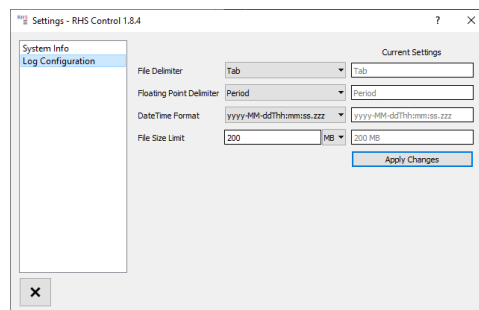 RHS Settings - RHS Control 1.8.4 ? ×
System Info
Log Configuration
Current Settings
File Delimiter Tab Tab
Floating Point Delimiter Period Period
DateTime Format yyyy-MM-ddThh:mm:ss.zzz yyyy-MM-ddThh:mm:ss.zzz
File Size Limit 200 MB 200 MB
Apply Changes